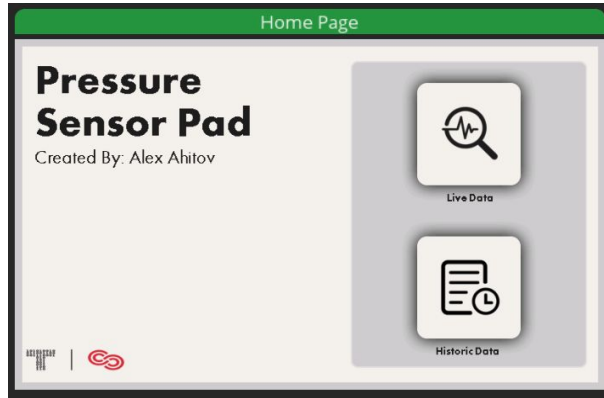 Home Page
Pressure
Sensor Pad
Created By: Alex Ahitov
Live Data
Historic Data